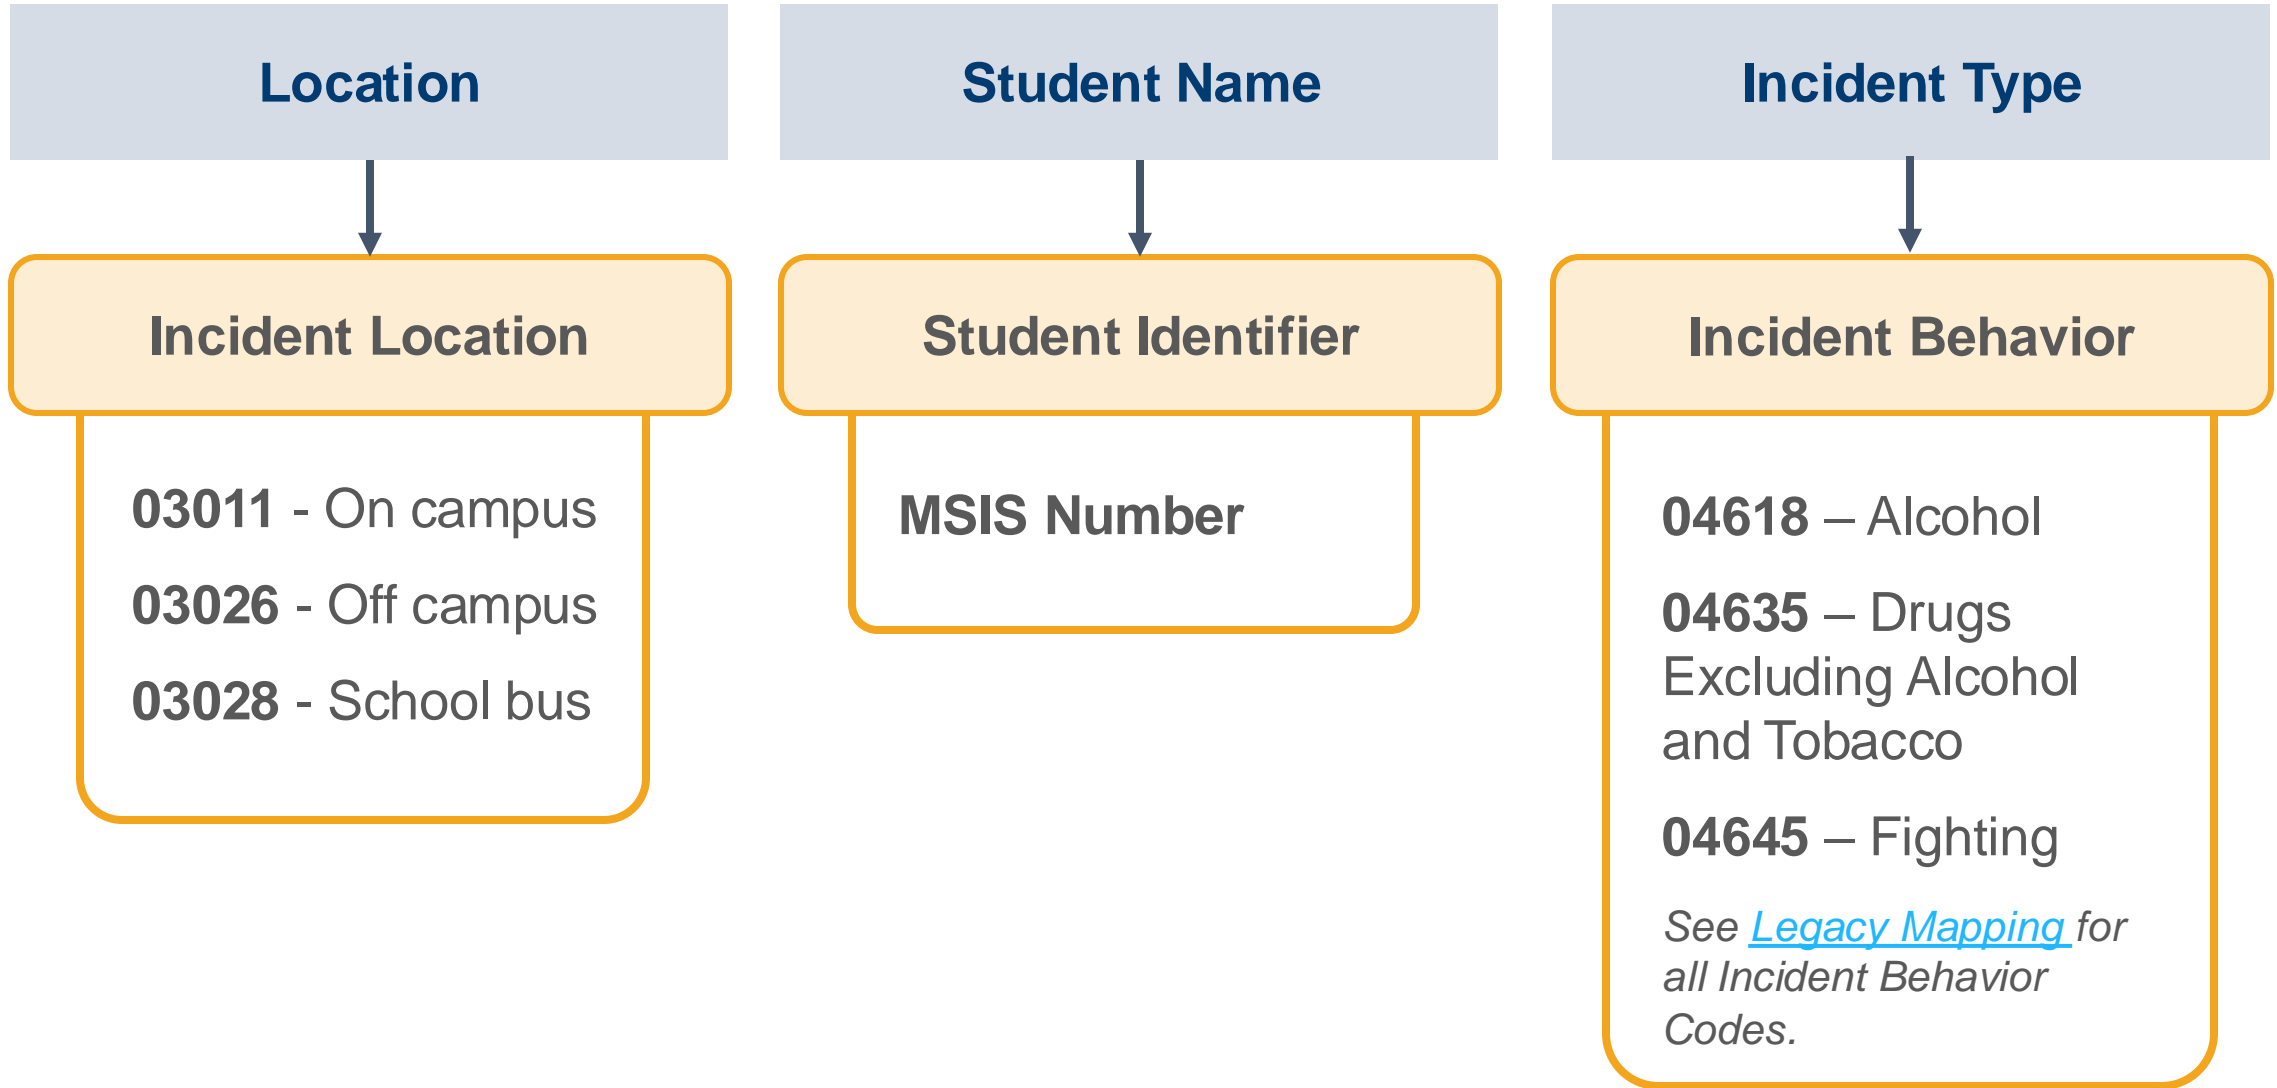 Location
Student Name
Incident Type
Incident Location
Student Identifier
Incident Behavior
03011 - On campus
03026 - Off campus
03028 - School bus
MSIS Number
04618 – Alcohol
04635 – Drugs
Excluding Alcohol
and Tobacco
04645 – Fighting
See Legacy Mapping for
all Incident Behavior
Codes.